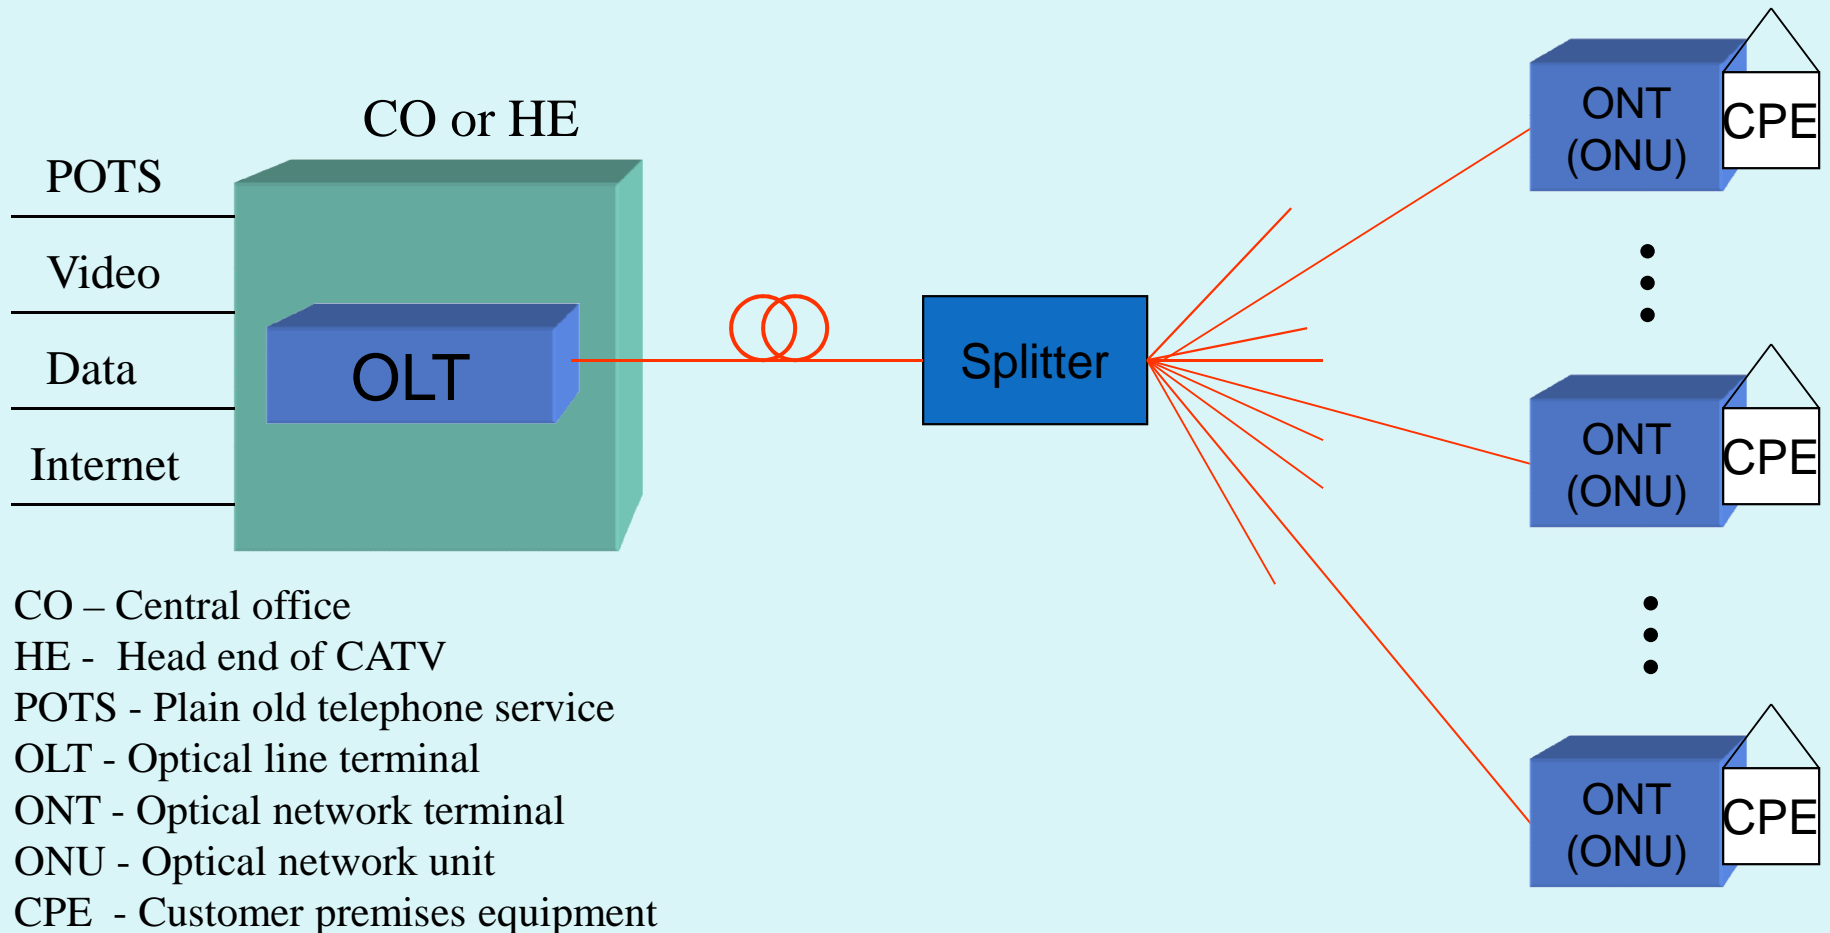 CO or HE
POTS
Video
Data
Internet
OLT
Splitter
ONT
(ONU)
CPE
ONT
(ONU)
CPE
ONT
(ONU)
CPE
CO – Central office
HE - Head end of CATV
POTS - Plain old telephone service
OLT - Optical line terminal
ONT - Optical network terminal
ONU - Optical network unit
CPE - Customer premises equipment